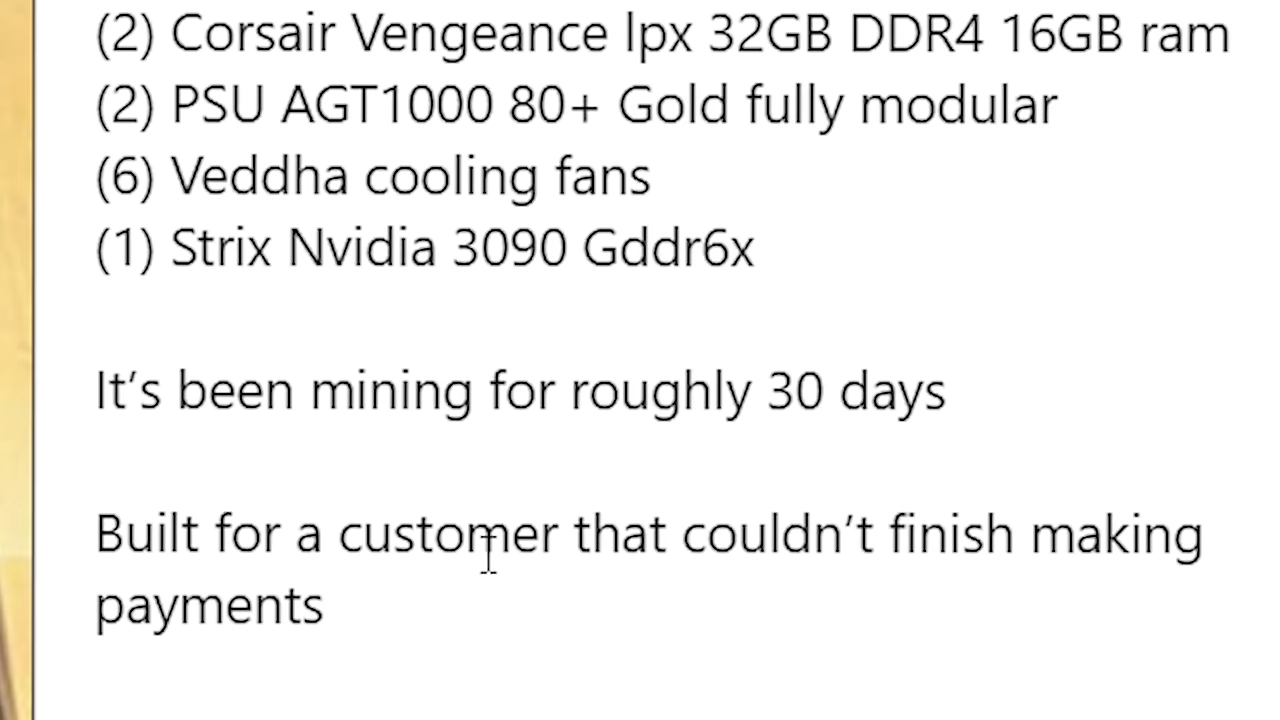 (2) Corsair Vengeance lpx 32GB DDR4 16GB ram
(2) PSU AGT1000 80+ Gold fully modular
(6) Veddha cooling fans
(1) Strix Nvidia 3090 Gddr6x
It’s been mining for roughly 30 days
Built for a customer that couldn’t finish making
payments